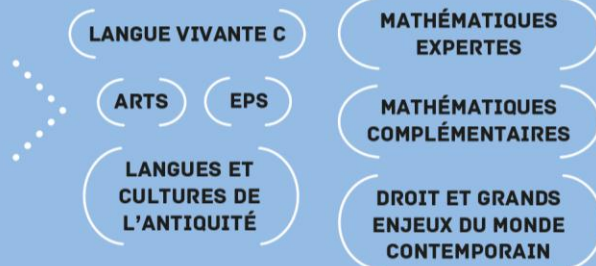 LANGUE VIVANTE C
ARTS
EPS
LANGUES ET
CULTURES DE
L'ANTIQUITÉ
MATHÉMATIQUES
EXPERTES
MATHÉMATIQUES
COMPLÉMENTAIRES
DROIT ET GRANDS
ENJEUX DU MONDE
CONTEMPORAIN